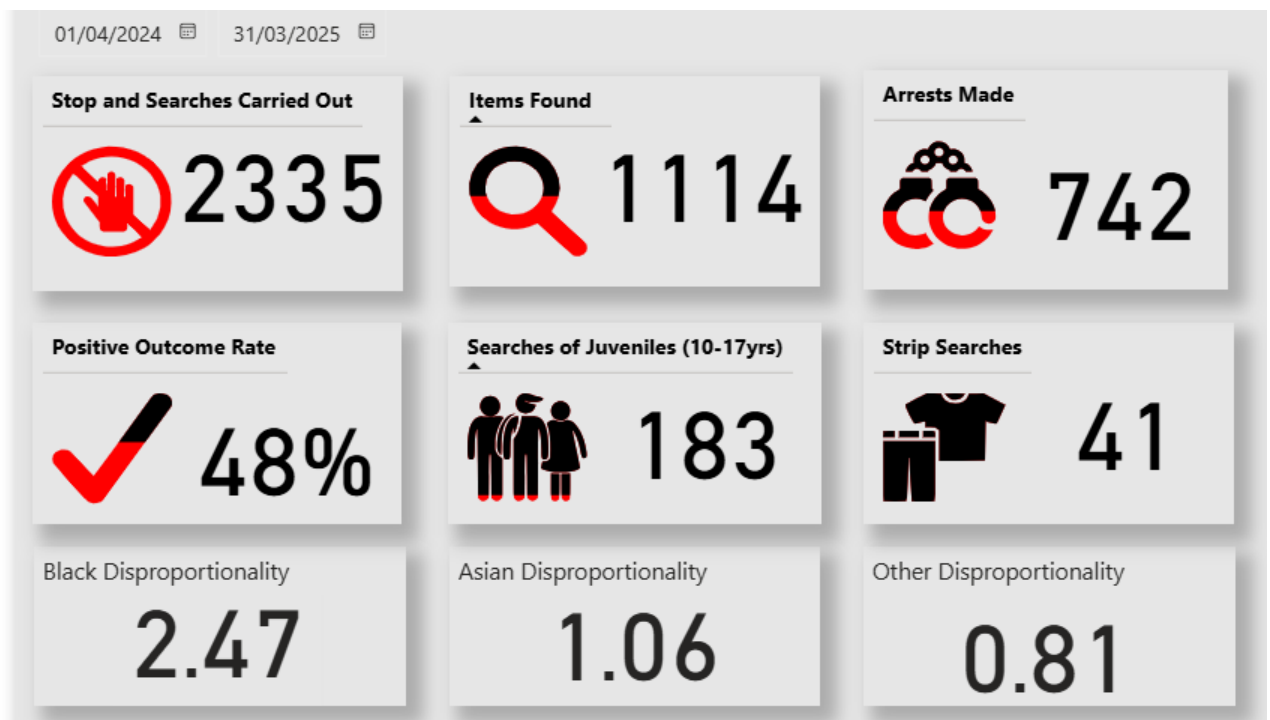 01/04/2024 31/03/2025
Stop and Searches Carried Out
2335
Items Found
1114
Arrests Made
742
Positive Outcome Rate
48%
Searches of Juveniles (10-17yrs)
183
Strip Searches
41
Black Disproportionality
2.47
Asian Disproportionality
1.06
Other Disproportionality
0.81